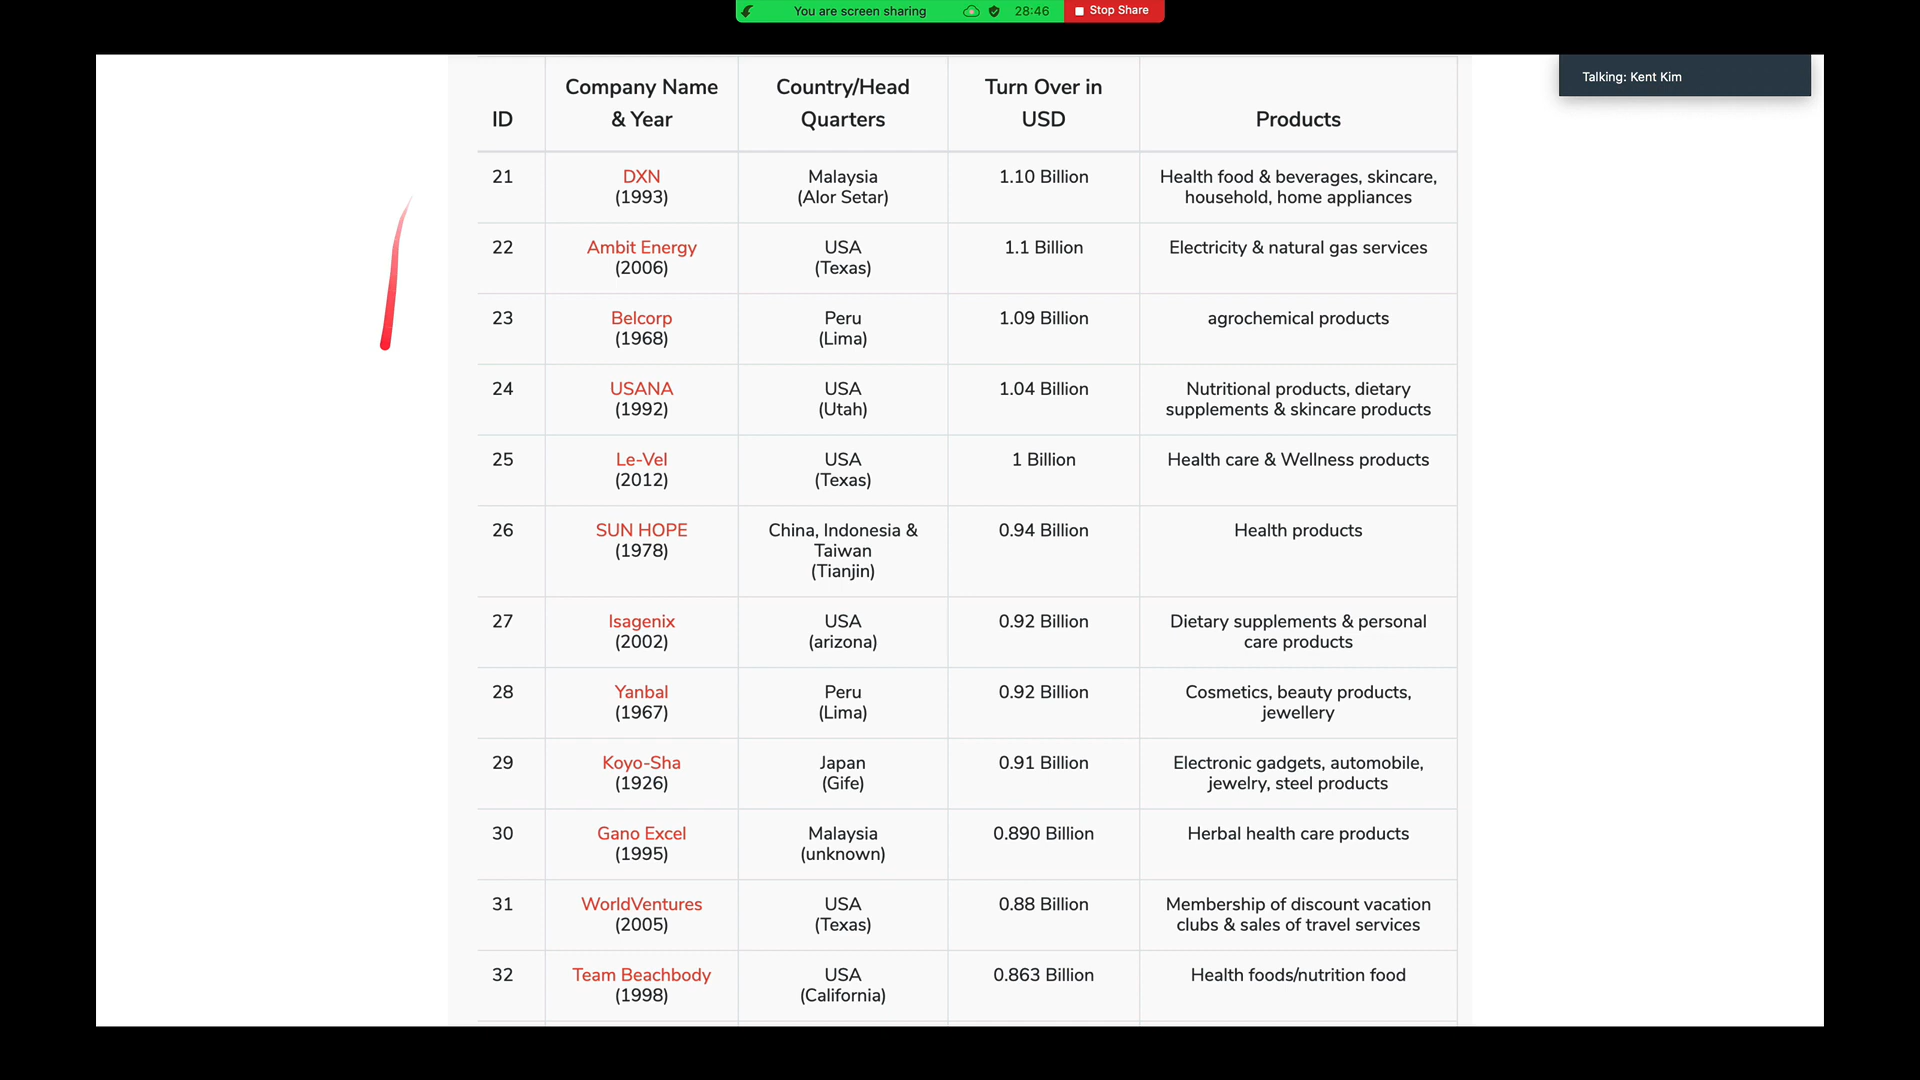 You are screen sharing 28:46 Stop Share
Talking: Kent Kim
ID Company Name & Year Country/Head Quarters Turn Over in USD Products
21 DXN (1993) Malaysia (Alor Setar) 1.10 Billion Health food & beverages, skincare, household, home appliances
22 Ambit Energy (2006) USA (Texas) 1.1 Billion Electricity & natural gas services
23 Belcorp (1968) Peru (Lima) 1.09 Billion agrochemical products
24 USANA (1992) USA (Utah) 1.04 Billion Nutritional products, dietary supplements & skincare products
25 Le-Vel (2012) USA (Texas) 1 Billion Health care & Wellness products
26 SUN HOPE (1978) China, Indonesia & Taiwan (Tianjin) 0.94 Billion Health products
27 Isagenix (2002) USA (arizona) 0.92 Billion Dietary supplements & personal care products
28 Yanbal (1967) Peru (Lima) 0.92 Billion Cosmetics, beauty products, jewellery
29 Koyo-Sha (1926) Japan (Gife) 0.91 Billion Electronic gadgets, automobile, jewelry, steel products
30 Gano Excel (1995) Malaysia (unknown) 0.890 Billion Herbal health care products
31 WorldVentures (2005) USA (Texas) 0.88 Billion Membership of discount vacation clubs & sales of travel services
32 Team Beachbody (1998) USA (California) 0.863 Billion Health foods/nutrition food